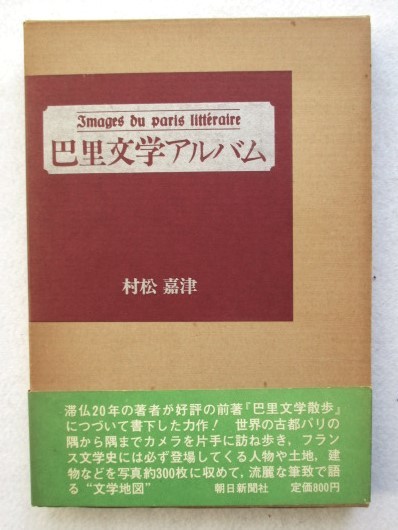 Images du paris littéraire
巴里文学アルバム
村松 嘉津
滞仏20年の著者が好評の前著『巴里文学散歩』
につづいて書下した力作! 世界の古都パリの
隅から隅までカメラを片手に訪ね歩き,フラン
ス文学史には必ず登場してくる人物や土地,建
物などを写真約300枚に収めて,流麗な筆致で語
る“文学地図” 朝日新聞社 定価800円